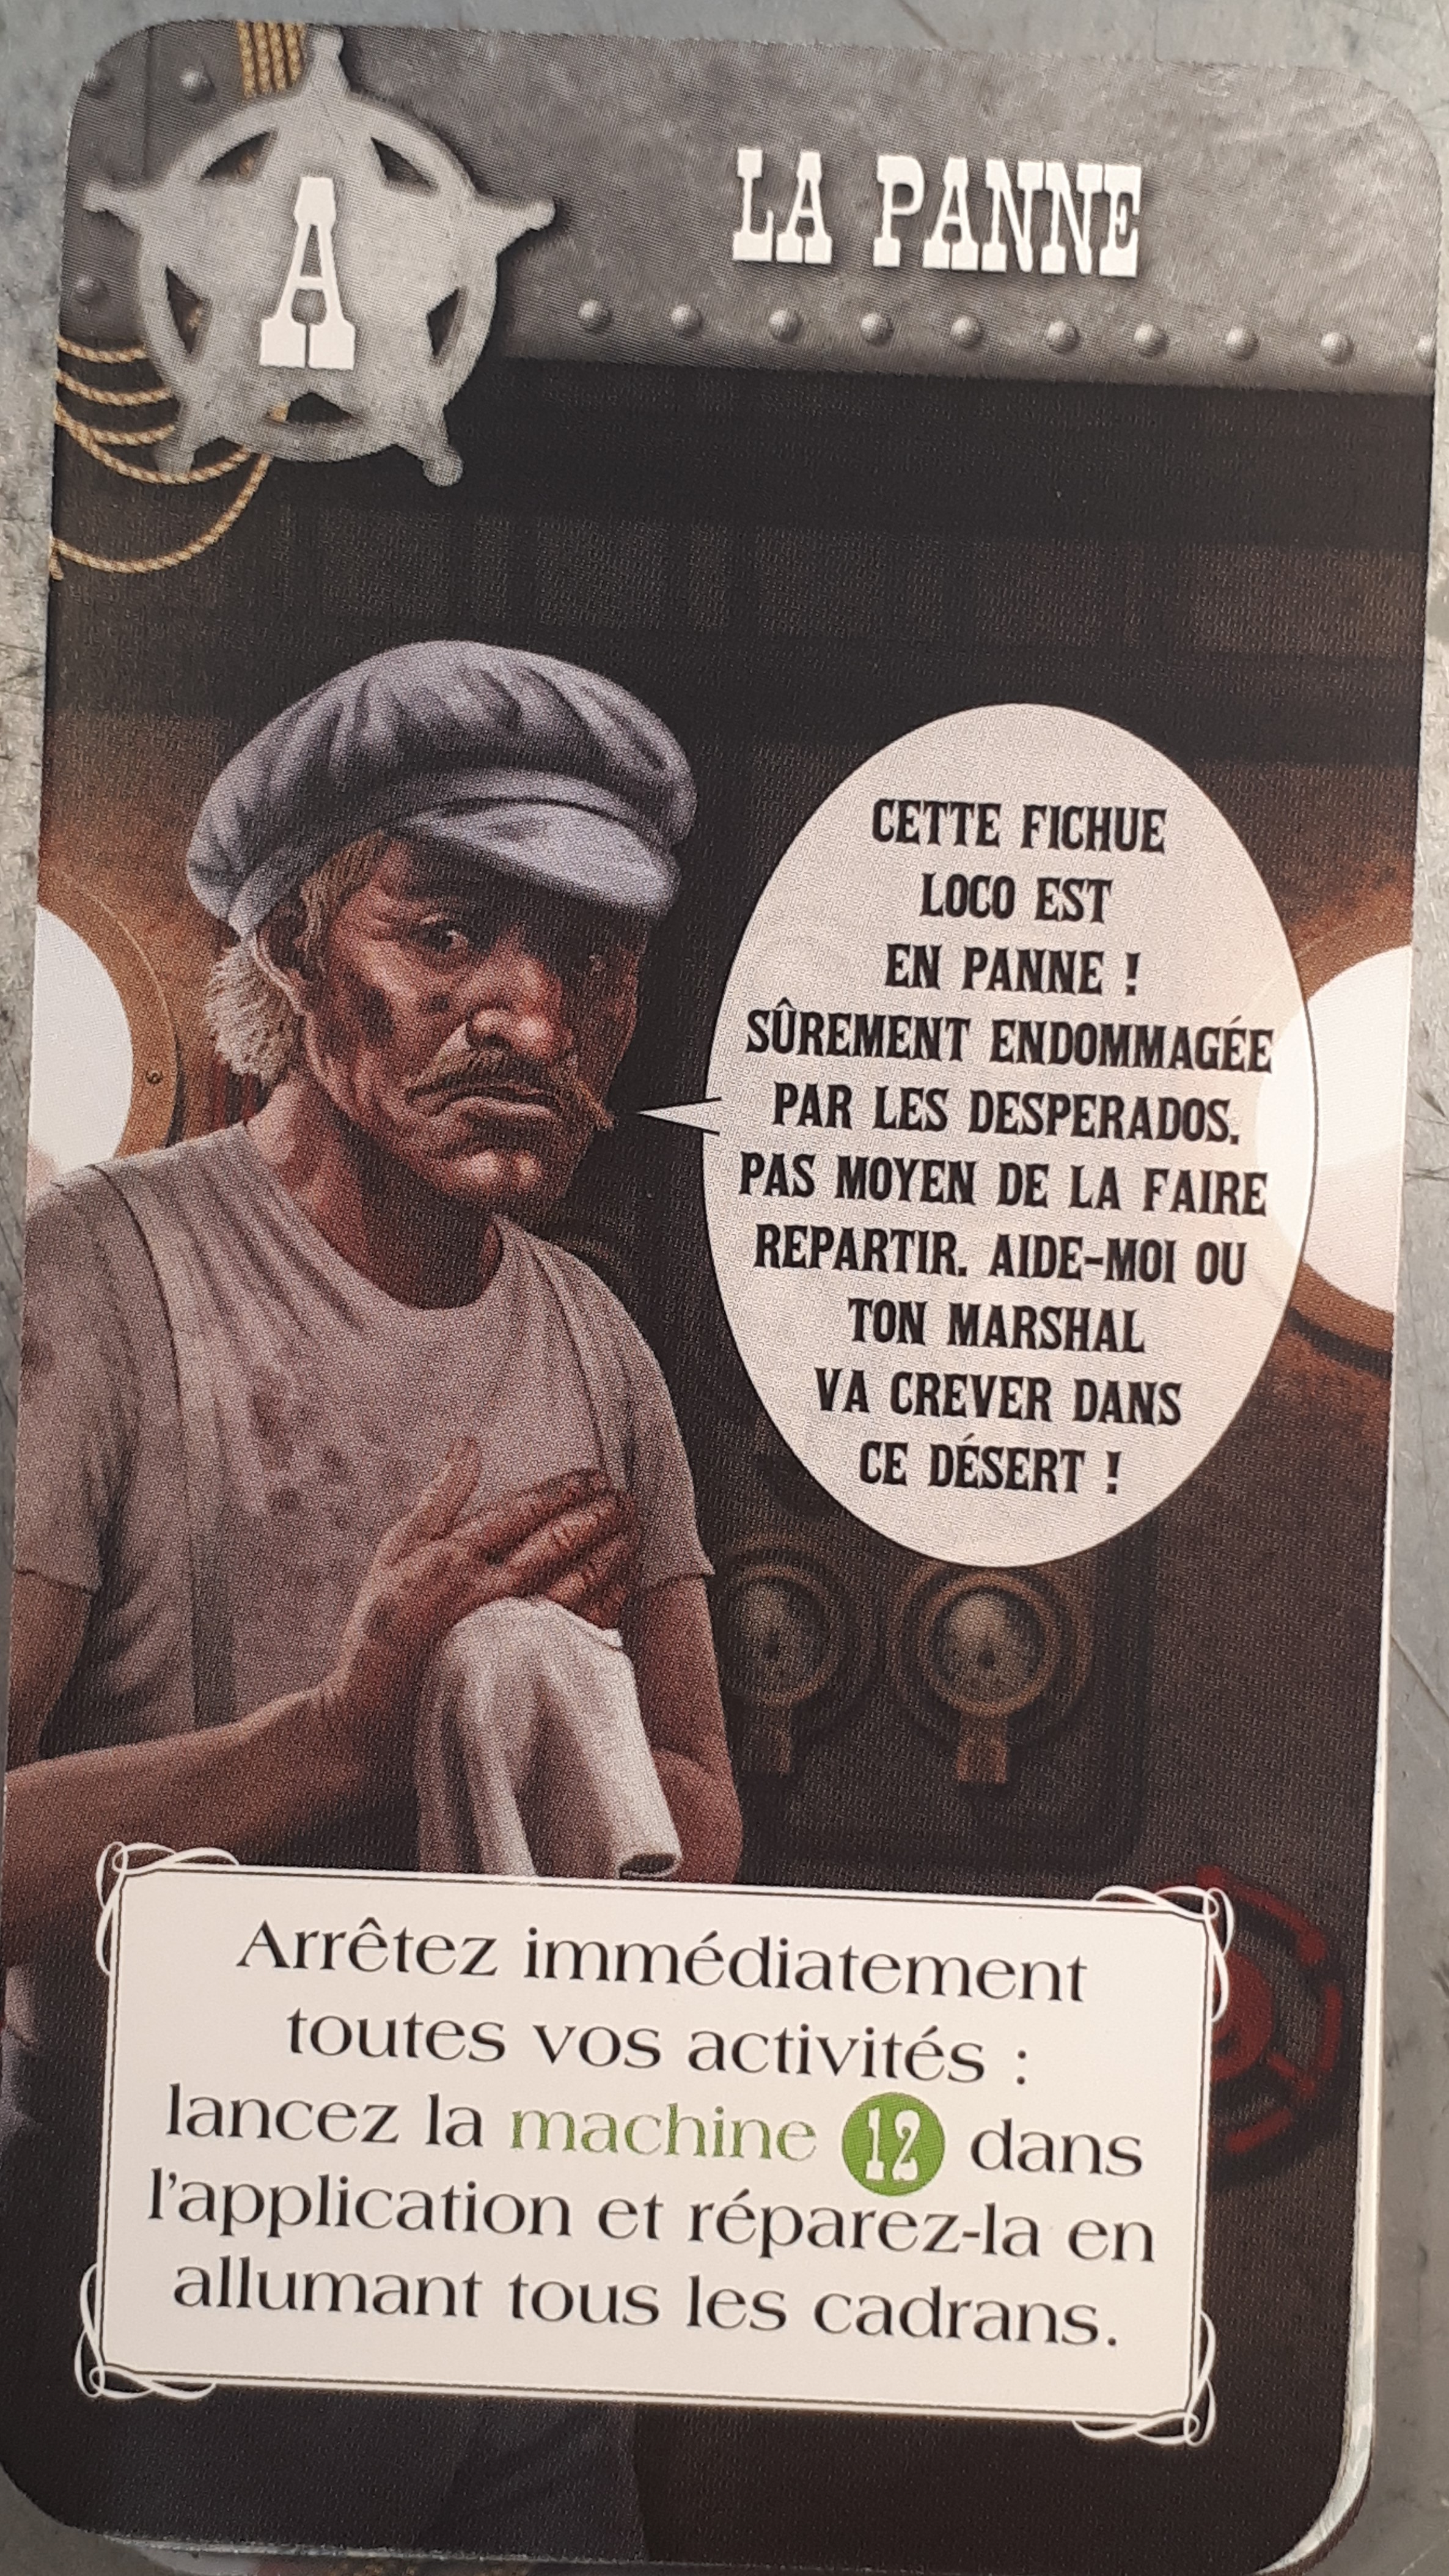 A
LA PANNE
CETTE FICHUE
LOCO EST
EN PANNE !
SÛREMENT ENDOMMAGÉE
PAR LES DESPERADOS.
PAS MOYEN DE LA FAIRE
REPARTIR. AIDE-MOI OU
TON MARSHAL
VA CREVER DANS
CE DÉSERT !
Arrêtez immédiatement
toutes vos activités :
lancez la machine 12 dans
l'application et réparez-la en
allumant tous les cadrans.